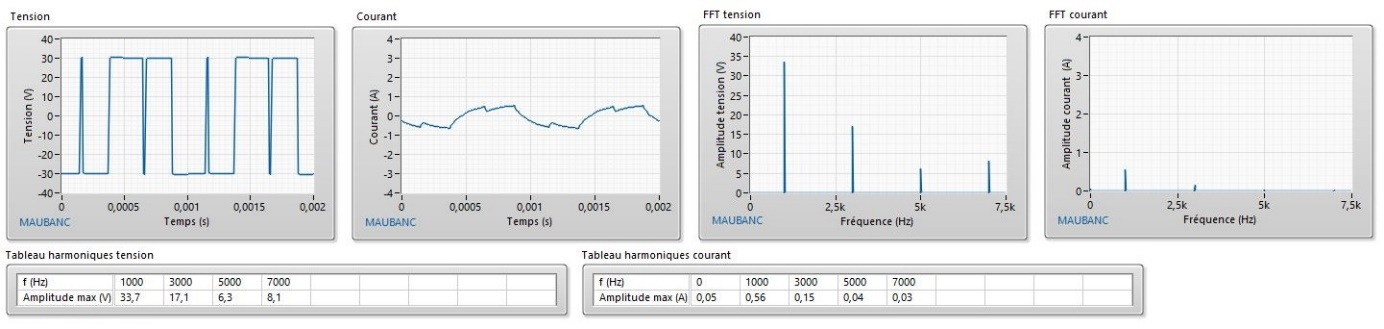 Tension
Courant
FFT tension
FFT courant
Tension (V)
40
30
20
10
0
-10
-20
-30
-40
0
0,0005
0,001
0,0015
0,002
Temps (s)
MAUBANC
Courant (A)
4
3
2
1
0
-1
-2
-3
-4
0
0,0005
0,001
0,0015
0,002
Temps (s)
MAUBANC
Amplitude tension (V)
40
35
30
25
20
15
10
5
0
0
2,5k
5k
7,5k
Fréquence (Hz)
MAUBANC
Amplitude courant (A)
4
3
2
1
0
0
2,5k
5k
7,5k
Fréquence (Hz)
MAUBANC
Tableau harmoniques tension
f (Hz) 1000 3000 5000 7000
Amplitude max (V) 33,7 17,1 6,3 8,1
Tableau harmoniques courant
f (Hz) 0 1000 3000 5000 7000
Amplitude max (A) 0,05 0,56 0,15 0,04 0,03